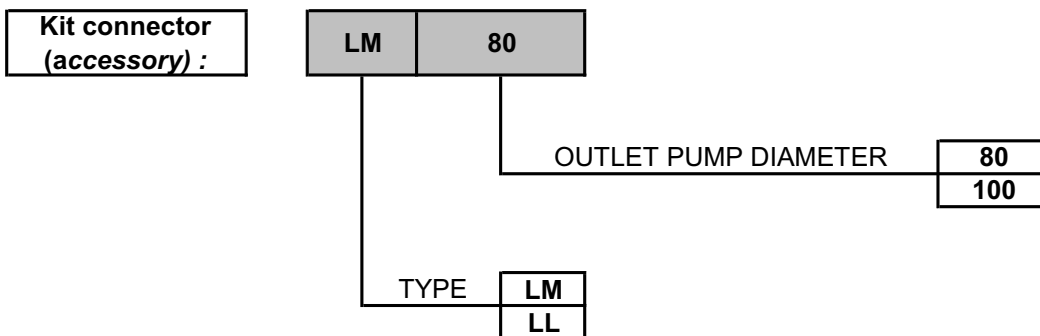 Kit connector
(accessory) :
LM 80
OUTLET PUMP DIAMETER 80
100
TYPE LM
LL